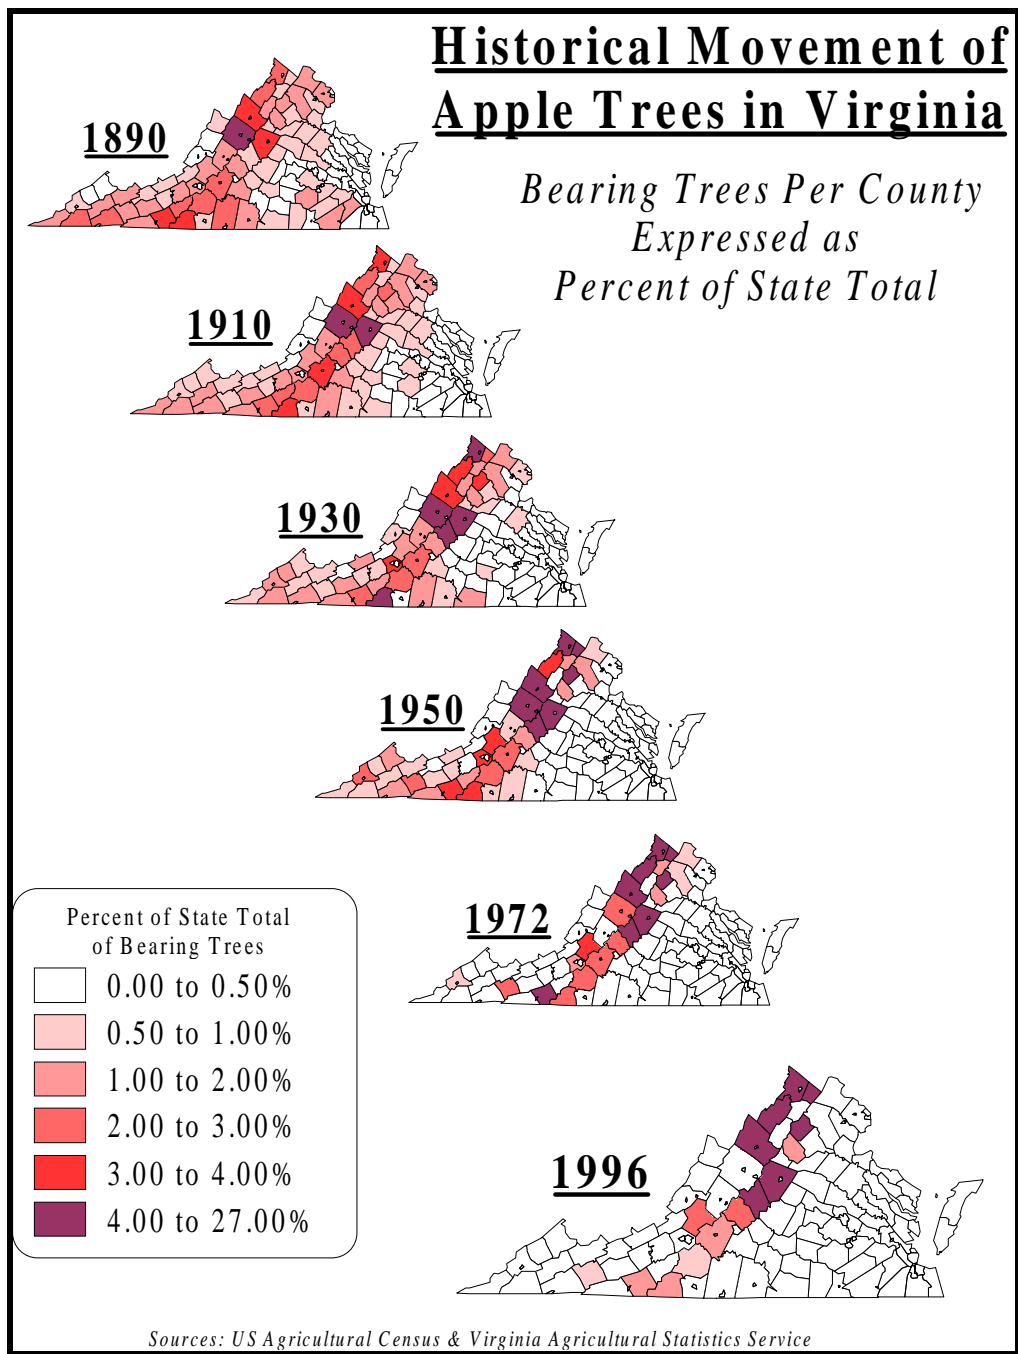 Historical Movement of
Apple Trees in Virginia
Bearing Trees Per County
Expressed as
Percent of State Total
1890
1910
1930
1950
1972
1996
Percent of State Total
of Bearing Trees
0.00 to 0.50%
0.50 to 1.00%
1.00 to 2.00%
2.00 to 3.00%
3.00 to 4.00%
4.00 to 27.00%
Sources: US Agricultural Census & Virginia Agricultural Statistics Service